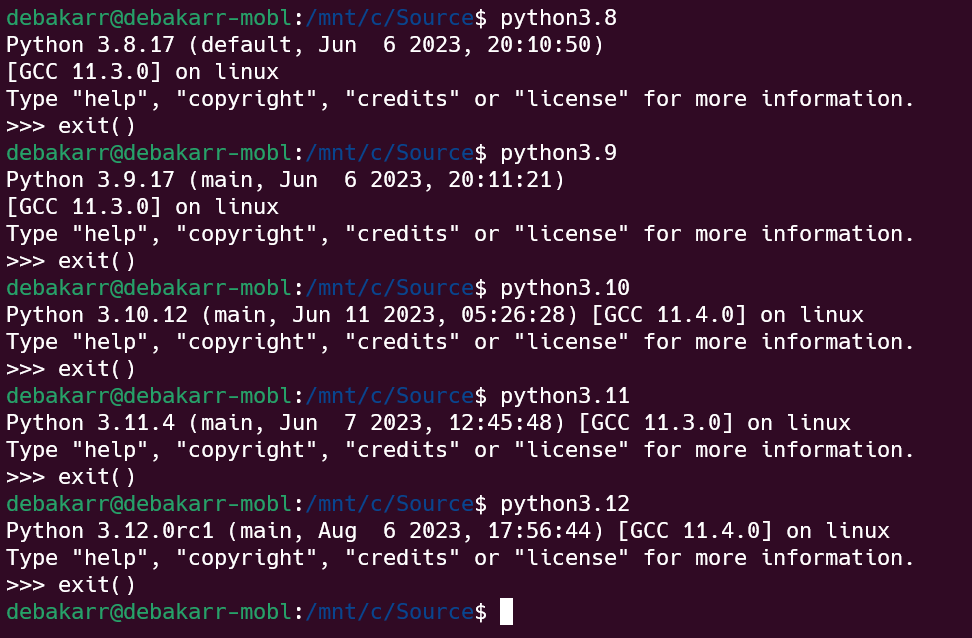 debakarr@debakarr-mobl:/mnt/c/Source$ python3.8
Python 3.8.17 (default, Jun  6 2023, 20:10:50)
[GCC 11.3.0] on linux
Type "help", "copyright", "credits" or "license" for more information.
>>> exit()
debakarr@debakarr-mobl:/mnt/c/Source$ python3.9
Python 3.9.17 (main, Jun  6 2023, 20:11:21)
[GCC 11.3.0] on linux
Type "help", "copyright", "credits" or "license" for more information.
>>> exit()
debakarr@debakarr-mobl:/mnt/c/Source$ python3.10
Python 3.10.12 (main, Jun 11 2023, 05:26:28) [GCC 11.4.0] on linux
Type "help", "copyright", "credits" or "license" for more information.
>>> exit()
debakarr@debakarr-mobl:/mnt/c/Source$ python3.11
Python 3.11.4 (main, Jun  7 2023, 12:45:48) [GCC 11.3.0] on linux
Type "help", "copyright", "credits" or "license" for more information.
>>> exit()
debakarr@debakarr-mobl:/mnt/c/Source$ python3.12
Python 3.12.0rc1 (main, Aug  6 2023, 17:56:44) [GCC 11.4.0] on linux
Type "help", "copyright", "credits" or "license" for more information.
>>> exit()
debakarr@debakarr-mobl:/mnt/c/Source$